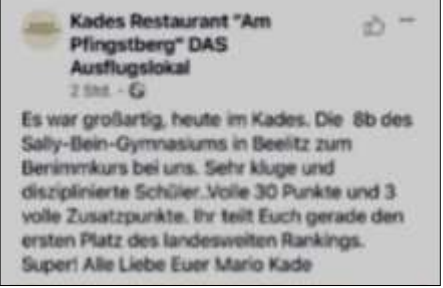 Kades Restaurant "Am
Pfingstberg" DAS
Ausflugslokal
2 Std. ·
Es war großartig, heute im Kades. Die 8b des
Sally-Bein-Gymnasiums in Beelitz zum
Benimmkurs bei uns. Sehr kluge und
disziplinierte Schüler..Volle 30 Punkte und 3
volle Zusatzpunkte. Ihr teilt Euch gerade den
ersten Platz des landesweiten Rankings.
Super! Alle Liebe Euer Mario Kade